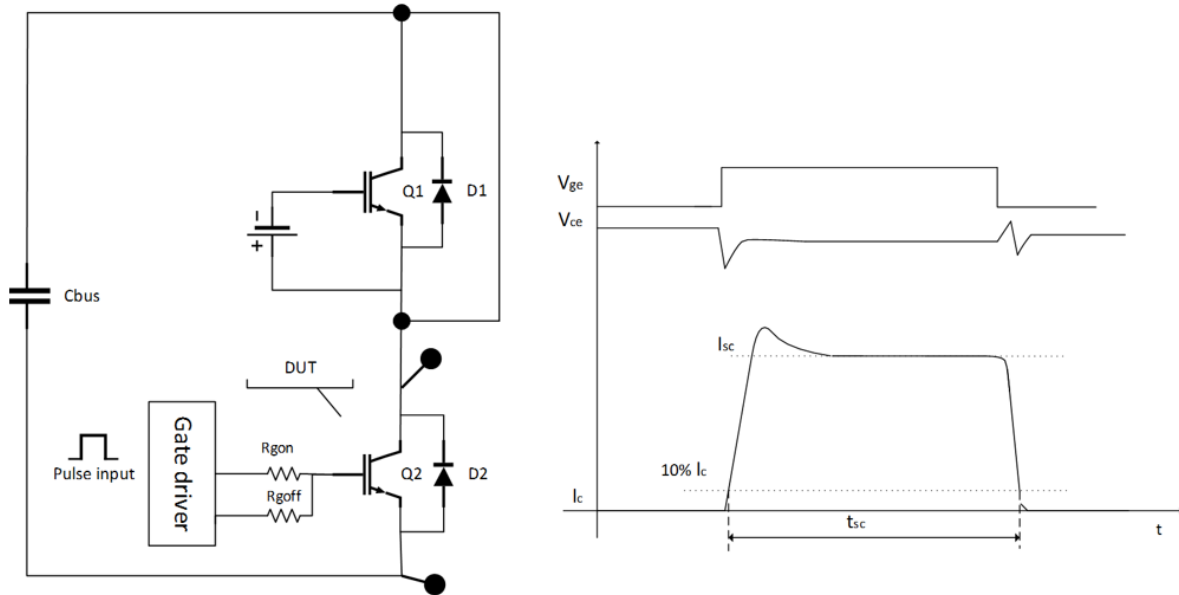 Q1
D1
-
+
Cbus
DUT
Gate driver
Pulse input
Rgon
Rgoff
Q2
D2
Vge
Vce
Isc
10% Ic
Ic
tsc
t